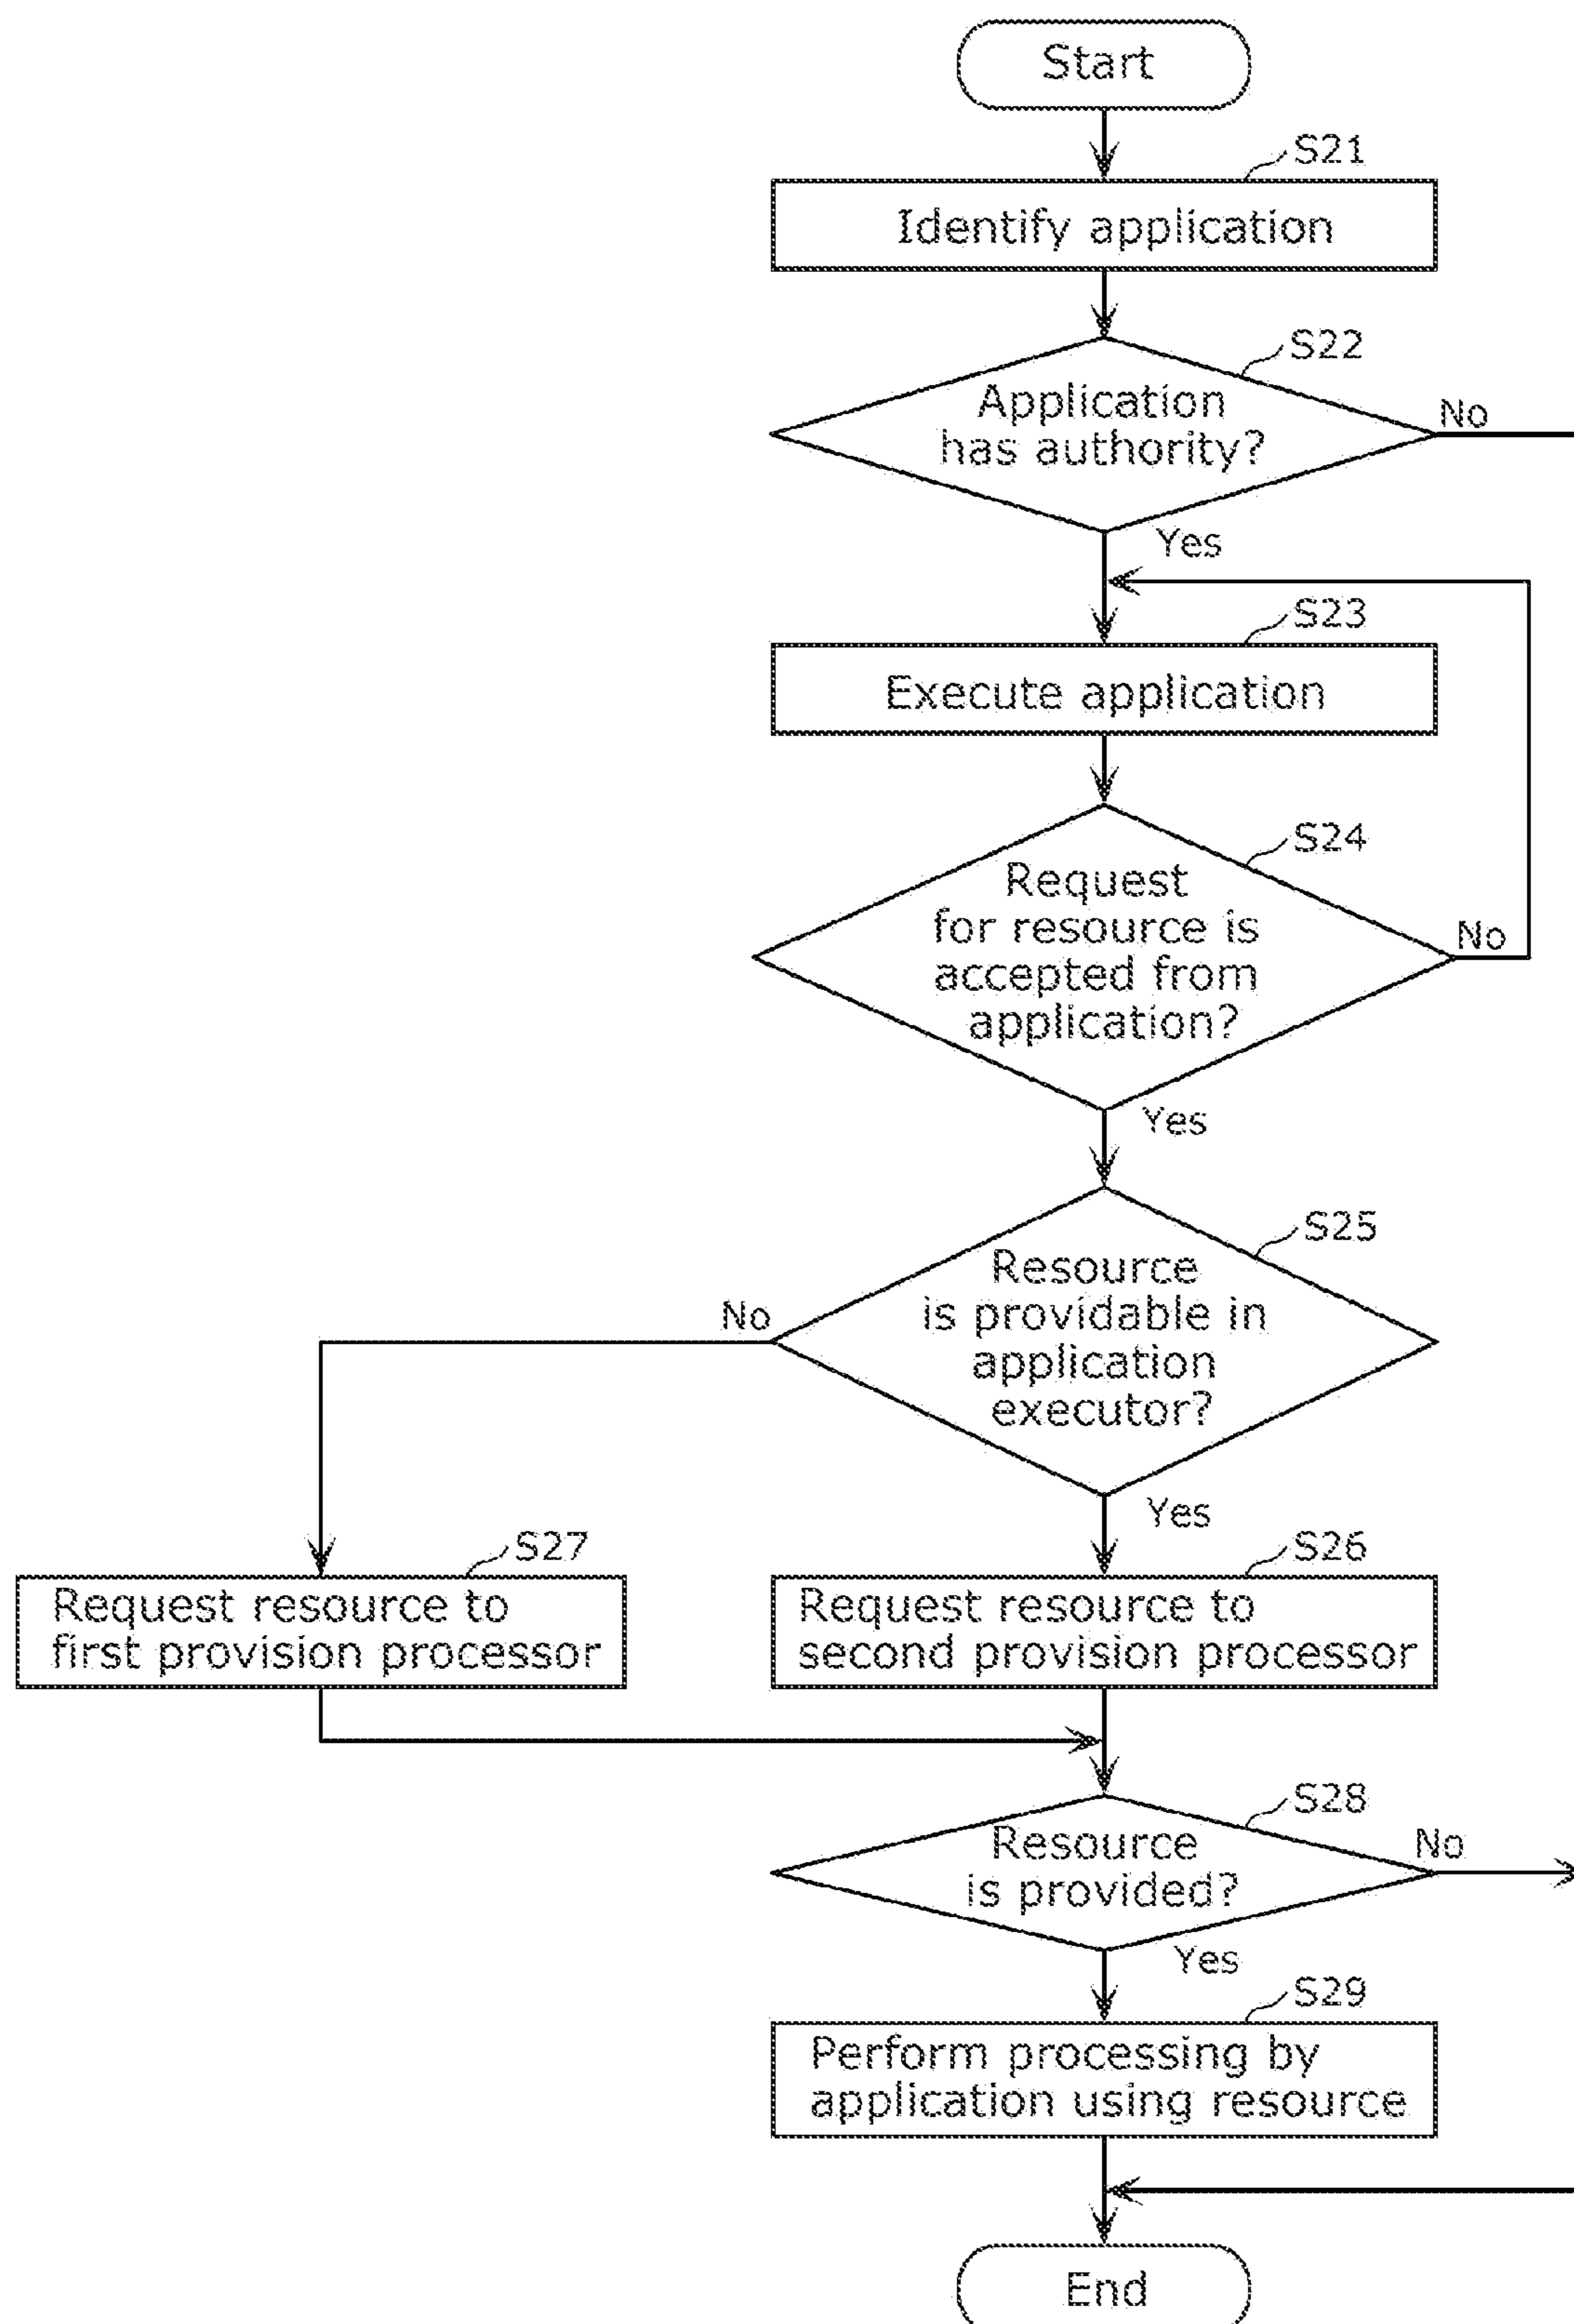 Start
S21
Identify application
S22
Application
has authority?
No
Yes
S23
Execute application
S24
Request
for resource is
accepted from
application?
No
Yes
S25
Resource
is providable in
application
executor?
No
Yes
S27
Request resource to
first provision processor
S26
Request resource to
second provision processor
S28
Resource
is provided?
No
Yes
S29
Perform processing by
application using resource
End